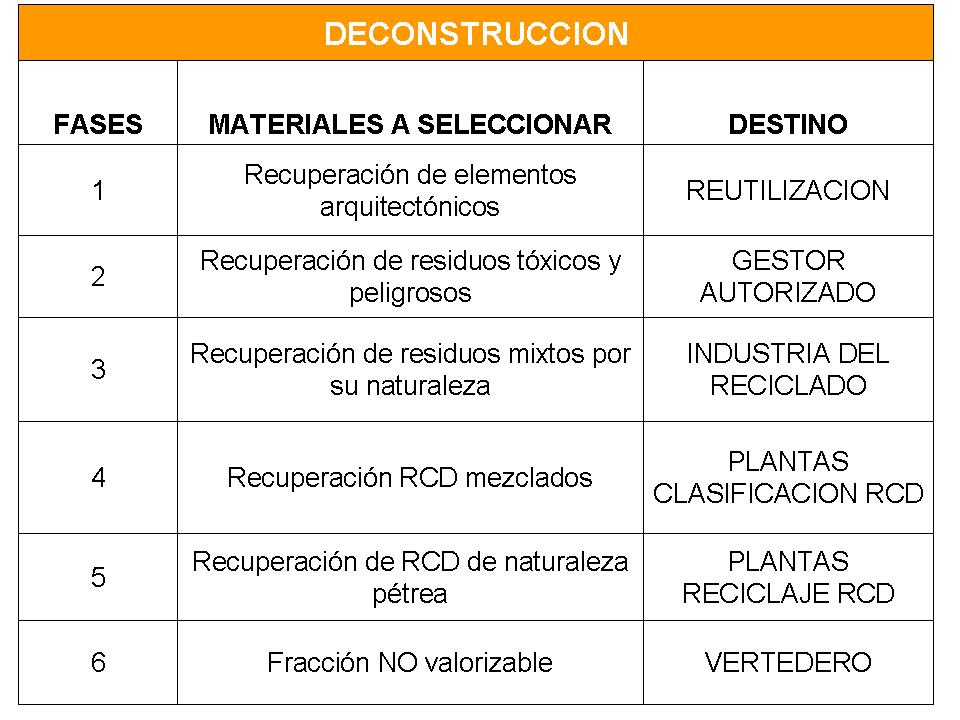 DECONSTRUCCION
FASES
MATERIALES A SELECCIONAR
DESTINO
1
Recuperación de elementos
arquitectónicos
REUTILIZACION
2
Recuperación de residuos tóxicos y
peligrosos
GESTOR
AUTORIZADO
3
Recuperación de residuos mixtos por
su naturaleza
INDUSTRIA DEL
RECICLADO
4
Recuperación RCD mezclados
PLANTAS
CLASIFICACION RCD
5
Recuperación de RCD de naturaleza
pétrea
PLANTAS
RECICLAJE RCD
6
Fracción NO valorizable
VERTEDERO